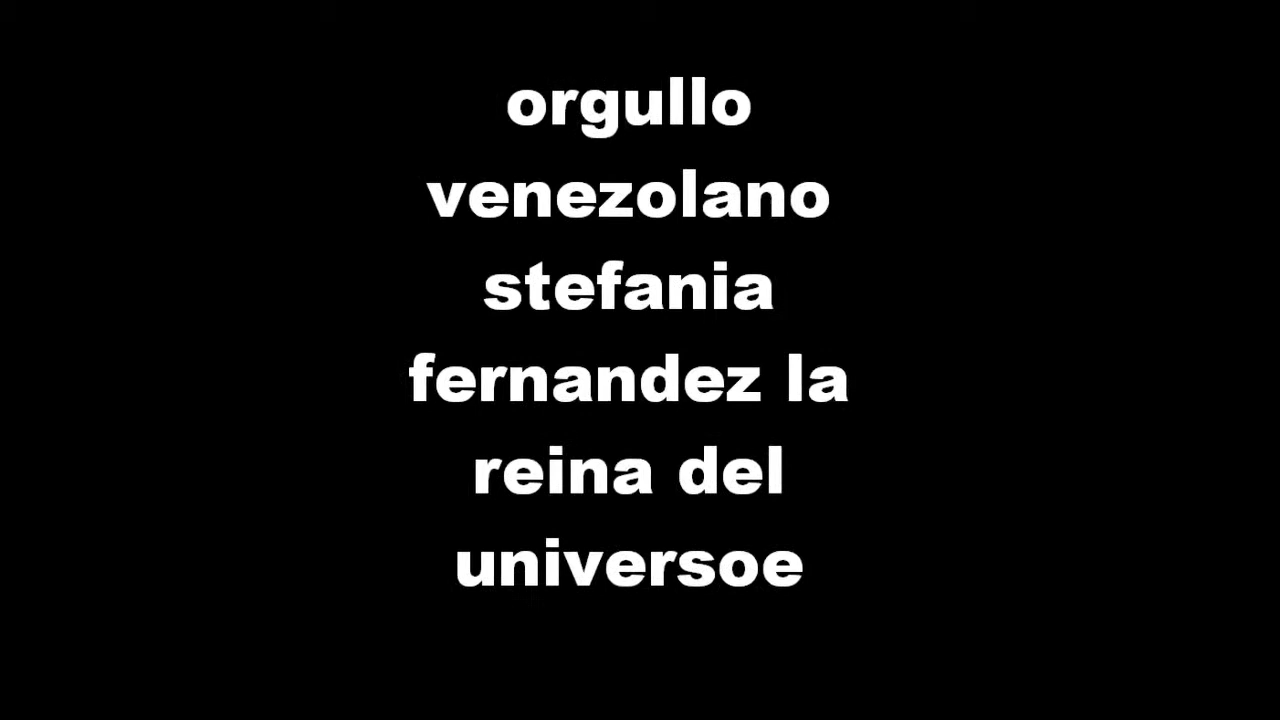 orgullo
venezolano
stefania
fernandez la
reina del
universoe